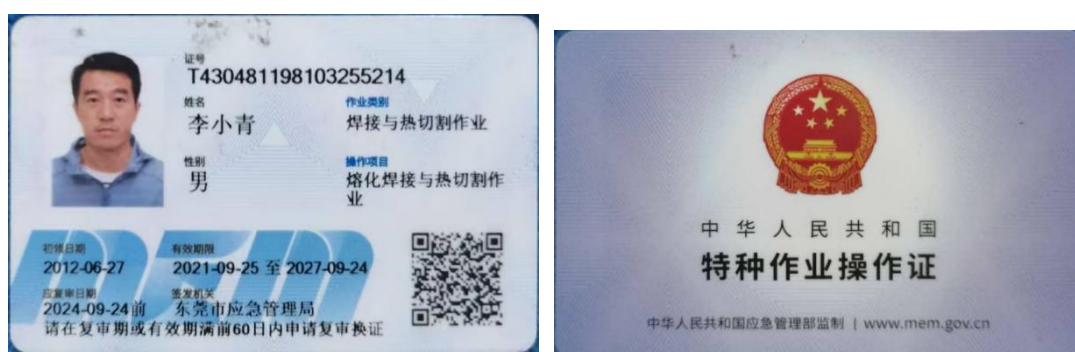 证号
T430481198103255214
姓名
李小青
作业类别
焊接与热切割作业
性别
男
操作项目
熔化焊接与热切割作
业
初领日期
2012-06-27
有效期限
2021-09-25 至 2027-09-24
应复审日期
2024-09-24前
签发机关
东莞市应急管理局
请在复审期或有效期满前60日内申请复审换证
中华人民共和国
特种作业操作证
中华人民共和国应急管理部监制 | www.mem.gov.cn